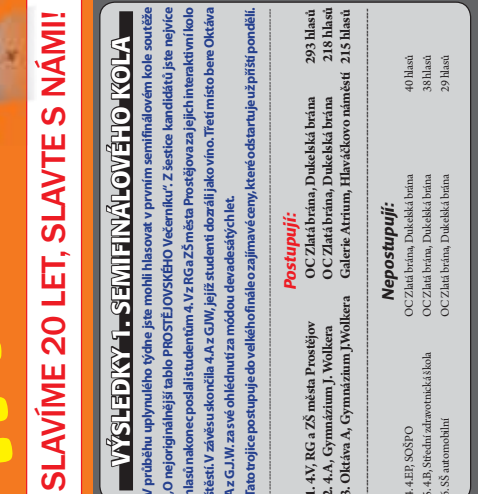 SLAVÍME 20 LET, SLAVTE S NÁMI!
VÝSLEDKY 1. SEMIFINÁLOVÉHO KOLA
V průběhu uplynulého týdne jste mohli hlasovat v prvním semifinálovém kole soutěže
„O nejoriginálnější tablo PROSTĚJOVSKÉHO Večerníku“. Z šestice kandidátů jste nejvíce
hlasů nakonec poslali studentům 4.V z RG a ZŠ města Prostějova za jejich interaktivní kolo
štěstí. V závěsu skončila 4.A z GJW, jejíž studenti dozráli jako víno. Třetí místo bere Oktáva
A z G.J.W. za své ohlédnutí za módou devadesátých let.
Tato trojice postupuje do velkého finále o zajímavé ceny, které odstartuje už příští pondělí.
Postupují:
1. 4.V, RG a ZŠ města Prostějov OC Zlatá brána, Dukelská brána 293 hlasů
2. 4.A, Gymnázium J. Wolkera OC Zlatá brána, Dukelská brána 218 hlasů
3. Oktáva A, Gymnázium J.Wolkera Galerie Atrium, Hlaváčkovo náměstí 215 hlasů
Nepostupují:
4. 4.EP, SOŠPO OC Zlatá brána, Dukelská brána 40 hlasů
5. 4.B, Střední zdravotnická škola OC Zlatá brána, Dukelská brána 38 hlasů
6. SŠ automobilní OC Zlatá brána, Dukelská brána 29 hlasů